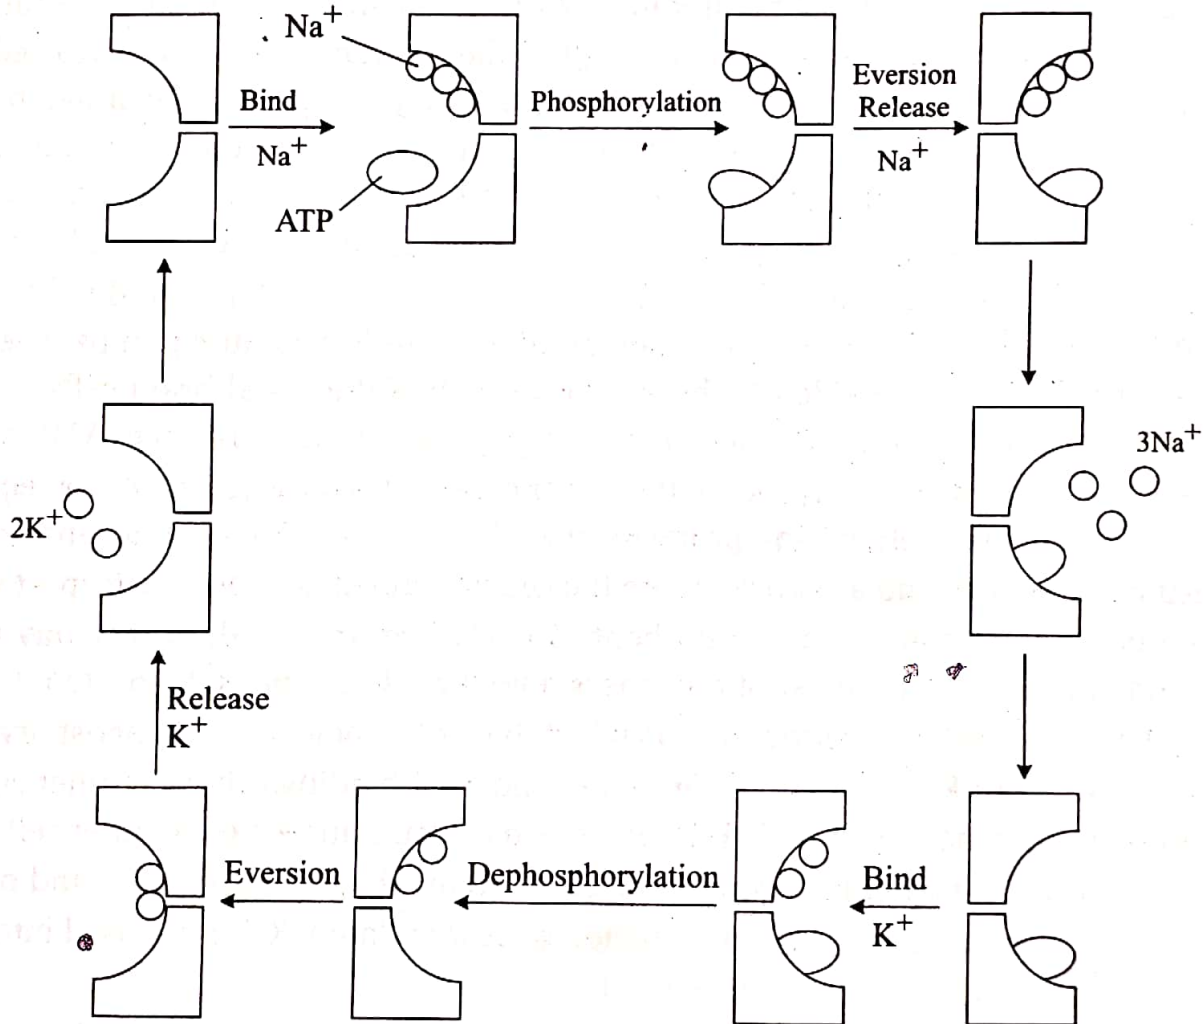 Na+
Bind
Na+
ATP
Phosphorylation
Eversion
Release
Na+
3Na+
2K+
Release
K+
Eversion
Dephosphorylation
Bind
K+